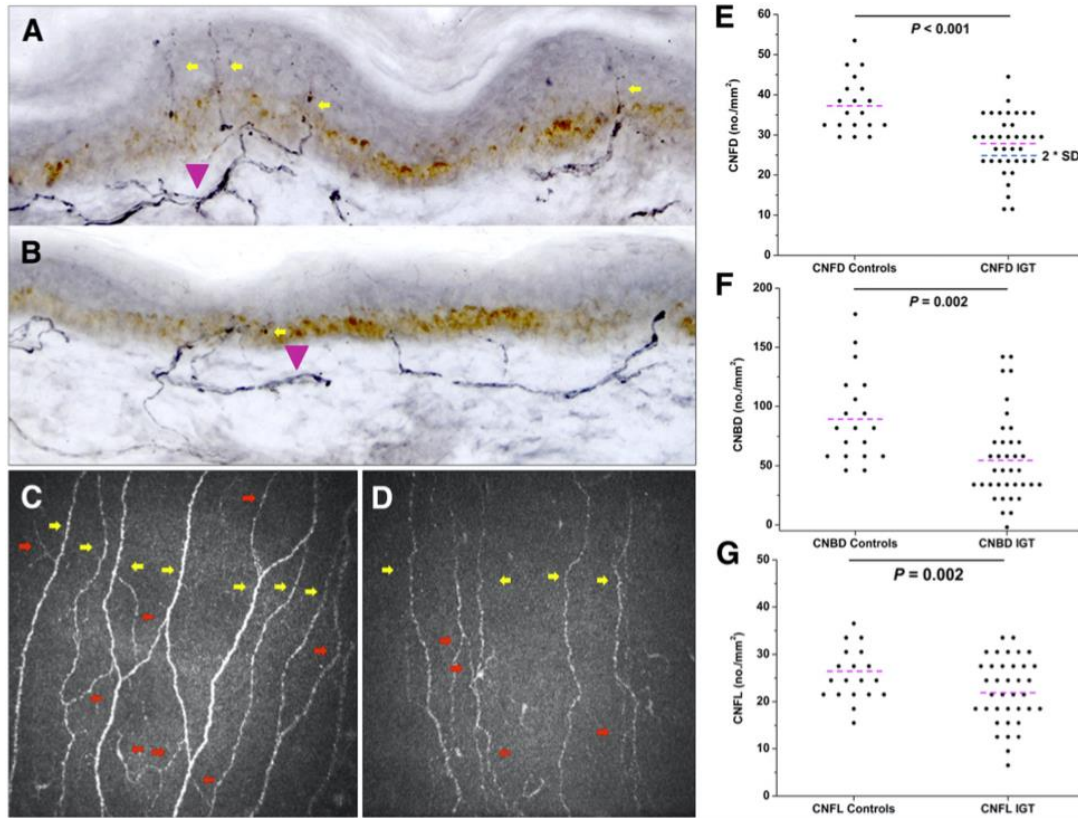 A
B
C
D
E
P < 0.001
CNFD (no./mm²)
60
50
40
30
20
10
0
2 * SD
CNFD Controls
CNFD IGT
F
P = 0.002
CNBD (no./mm²)
200
150
100
50
0
CNBD Controls
CNBD IGT
G
P = 0.002
CNFL (no./mm²)
50
40
30
20
10
0
CNFL Controls
CNFL IGT